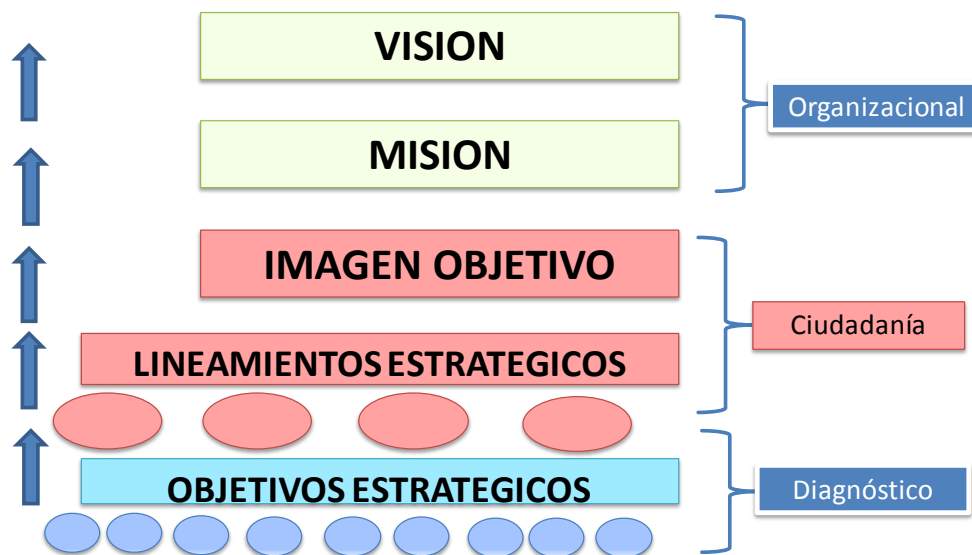 VISION
Organizacional
MISION
IMAGEN OBJETIVO
Ciudadanía
LINEAMIENTOS ESTRATEGICOS
OBJETIVOS ESTRATEGICOS
Diagnóstico